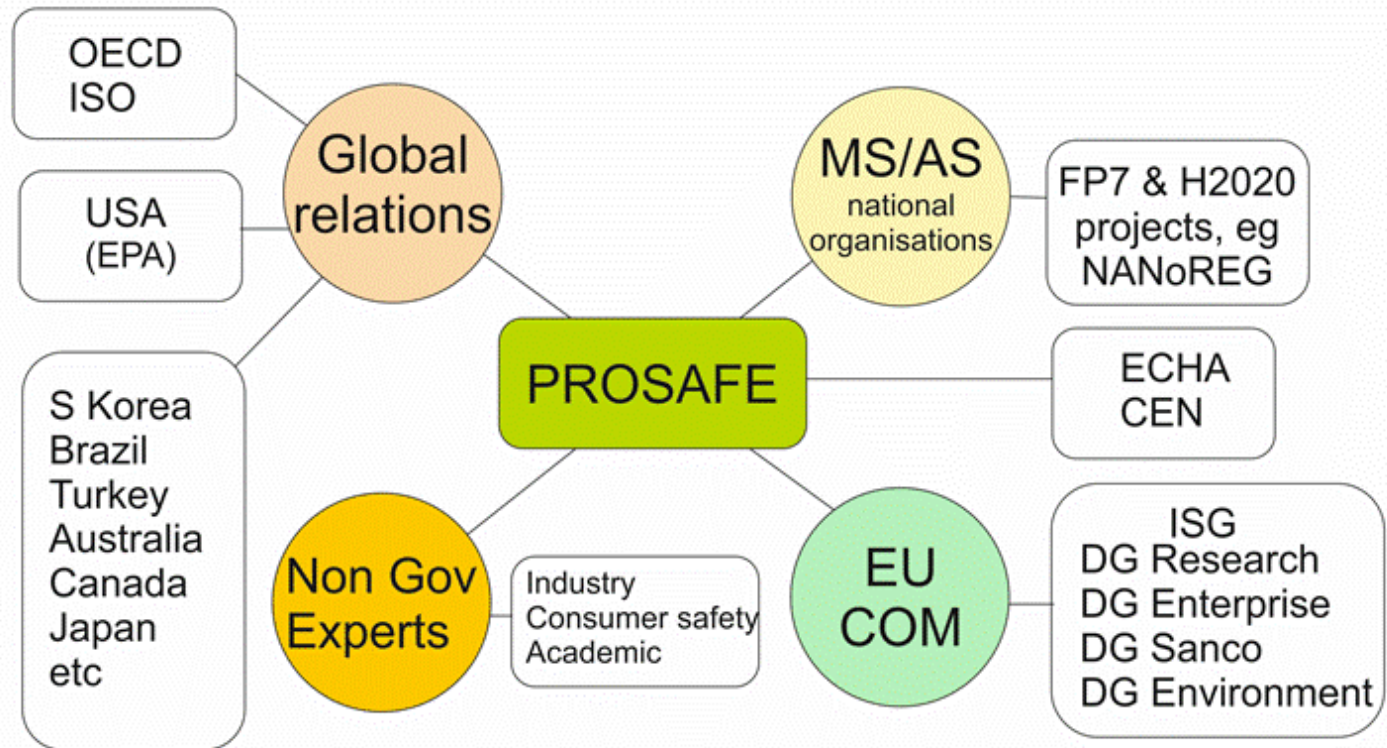 OECD
ISO
Global
relations
USA
(EPA)
S Korea
Brazil
Turkey
Australia
Canada
Japan
etc
MS/AS
national
organisations
FP7 & H2020
projects, eg
NANoREG
PROSAFE
ECHA
CEN
Non Gov
Experts
Industry
Consumer safety
Academic
EU
COM
ISG
DG Research
DG Enterprise
DG Sanco
DG Environment